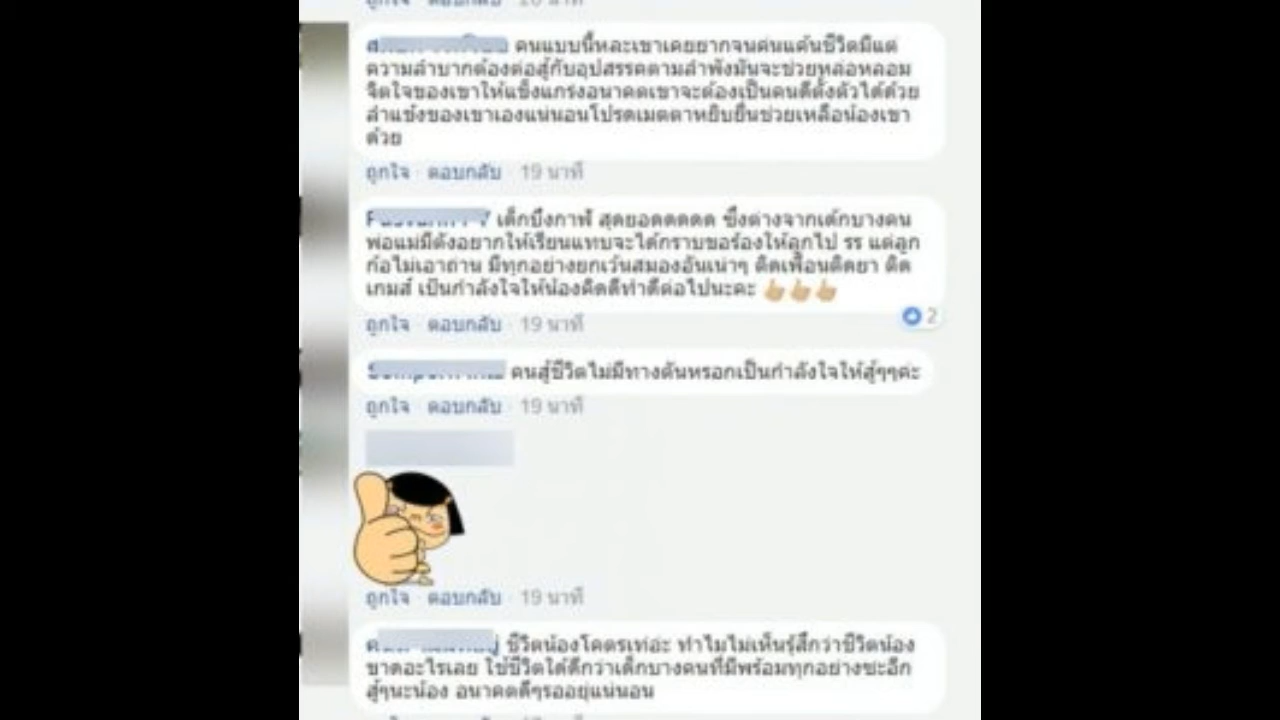 คนแบบนี้หละเขาเคยยากจนค่นแค้นชีวิตมีแต่
ความลำบากต้องต่อสู้กับอุปสรรคตามลำพังมันจะช่วยหล่อหลอม
จิตใจของเขาให้แข็งแกร่งอนาคตเขาจะต้องเป็นคนดีตั้งตัวได้ด้วย
ลำแข้งของเขาเองแน่นอนโปรดเมตตาหยิบยื่นช่วยเหลือน้องเขา
ด้วย
ถูกใจ · ตอบกลับ · 19 นาที
เด็กบึงกาฬ สุดยอดดดดด ซึ่งต่างจากเด็กบางคน
พ่อแม่มีตังอยากให้เรียนแทบจะได้กราบขอร้องให้ลูกไป รร แต่ลูก
ก้อไม่เอาถ่าน มีทุกอย่างยกเว้นสมองอันเน่าๆ ติดเพื่อนติดยา ติด
เกมส์ เป็นกำลังใจให้น้องคิดดีทำดีต่อไปนะคะ 👍🏼👍🏼👍🏼
2
ถูกใจ · ตอบกลับ · 19 นาที
คนสู้ชีวิตไม่มีทางตันหรอกเป็นกำลังใจให้สู้ๆๆค่ะ
ถูกใจ · ตอบกลับ · 19 นาที
ถูกใจ · ตอบกลับ · 19 นาที
ชีวิตน้องโคตรเท่อ่ะ ทำไมไม่เห็นรู้สึกว่าชีวิตน้อง
ขาดอะไรเลย ใช้ชีวิตได้ดีกว่าเด็กบางคนที่มีพร้อมทุกอย่างซะอีก
สู้ๆนะน้อง อนาคตดีๆรออยู่แน่นอน